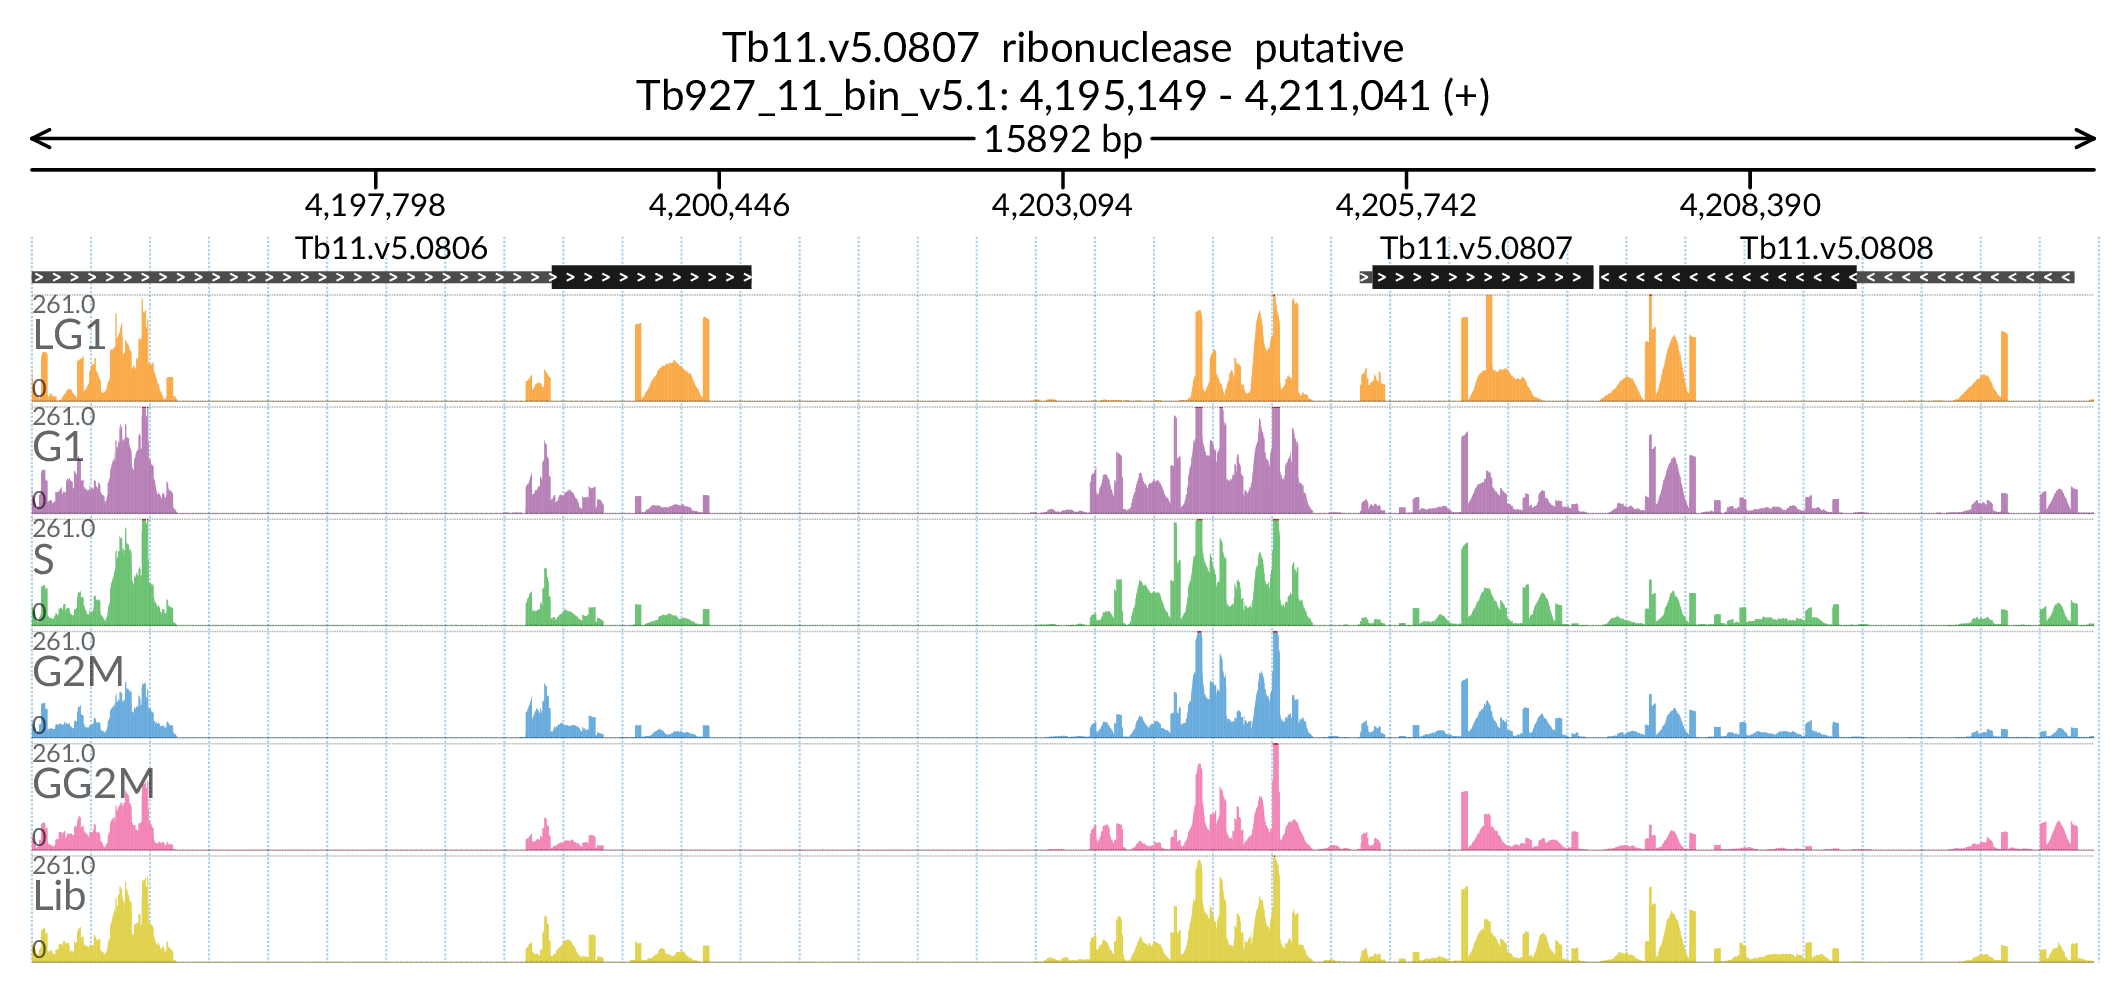 Tb11.v5.0807 ribonuclease putative
Tb927_11_bin_v5.1: 4,195,149 - 4,211,041 (+)
15892 bp
4,197,798 4,200,446 4,203,094 4,205,742 4,208,390
Tb11.v5.0806 Tb11.v5.0807 Tb11.v5.0808
261.0
LG1
0
261.0
G1
0
261.0
S
0
261.0
G2M
0
261.0
GG2M
0
261.0
Lib
0